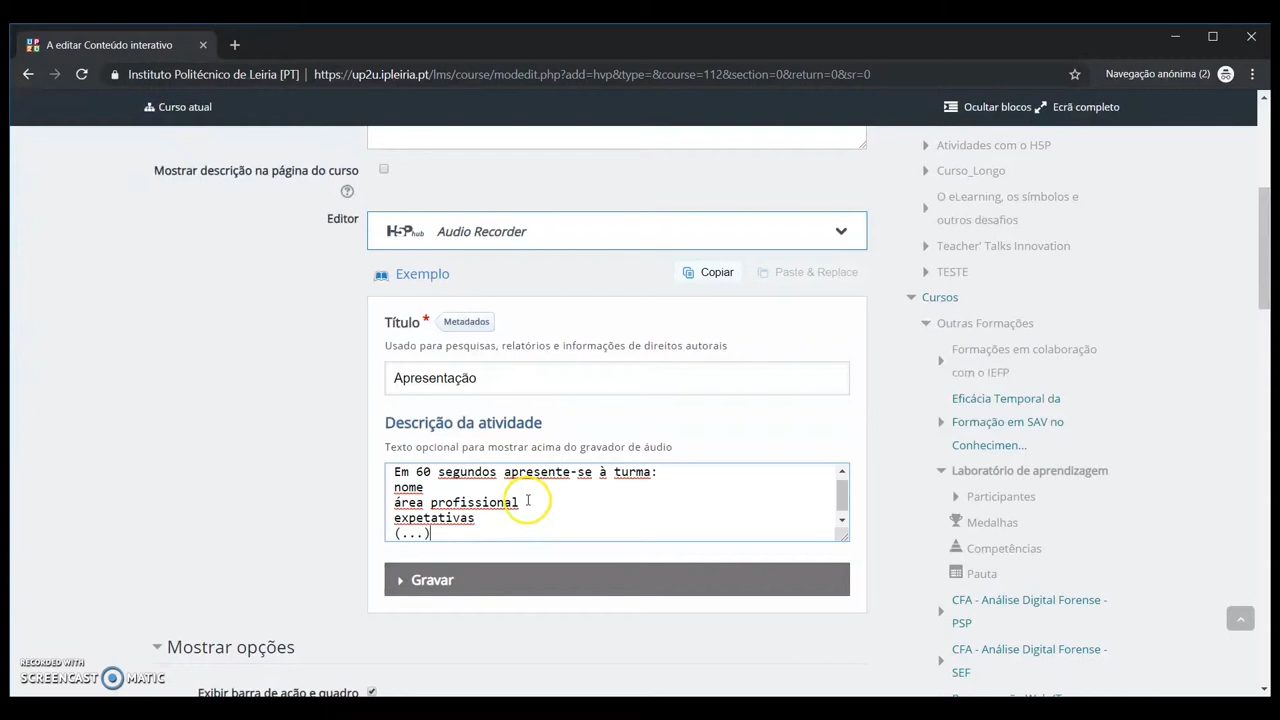 A editar Conteúdo interativo
Instituto Politécnico de Leiria [PT]
https://up2u.ipleiria.pt/lms/course/modedit.php?add=hvp&type=&course=112&section=0&return=0&sr=0
Navegação anónima (2)
Curso atual
Ocultar blocos
Ecrã completo
Mostrar descrição na página do curso
Editor
H5P hub
Audio Recorder
Exemplo
Copiar
Paste & Replace
Título *
Metadados
Usado para pesquisas, relatórios e informações de direitos autorais
Apresentação
Descrição da atividade
Texto opcional para mostrar acima do gravador de áudio
Em 60 segundos apresente-se à turma:
nome
área profissional
expetativas
(...)
Gravar
Mostrar opções
Exibir barra de ação e quadro
Atividades com o H5P
Curso_Longo
O eLearning, os símbolos e
outros desafios
Teacher' Talks Innovation
TESTE
Cursos
Outras Formações
Formações em colaboração
com o IEFP
Eficácia Temporal da
Formação em SAV no
Conhecimen...
Laboratório de aprendizagem
Participantes
Medalhas
Competências
Pauta
CFA - Análise Digital Forense -
PSP
CFA - Análise Digital Forense -
SEF
RECORDED WITH
SCREENCAST MATIC